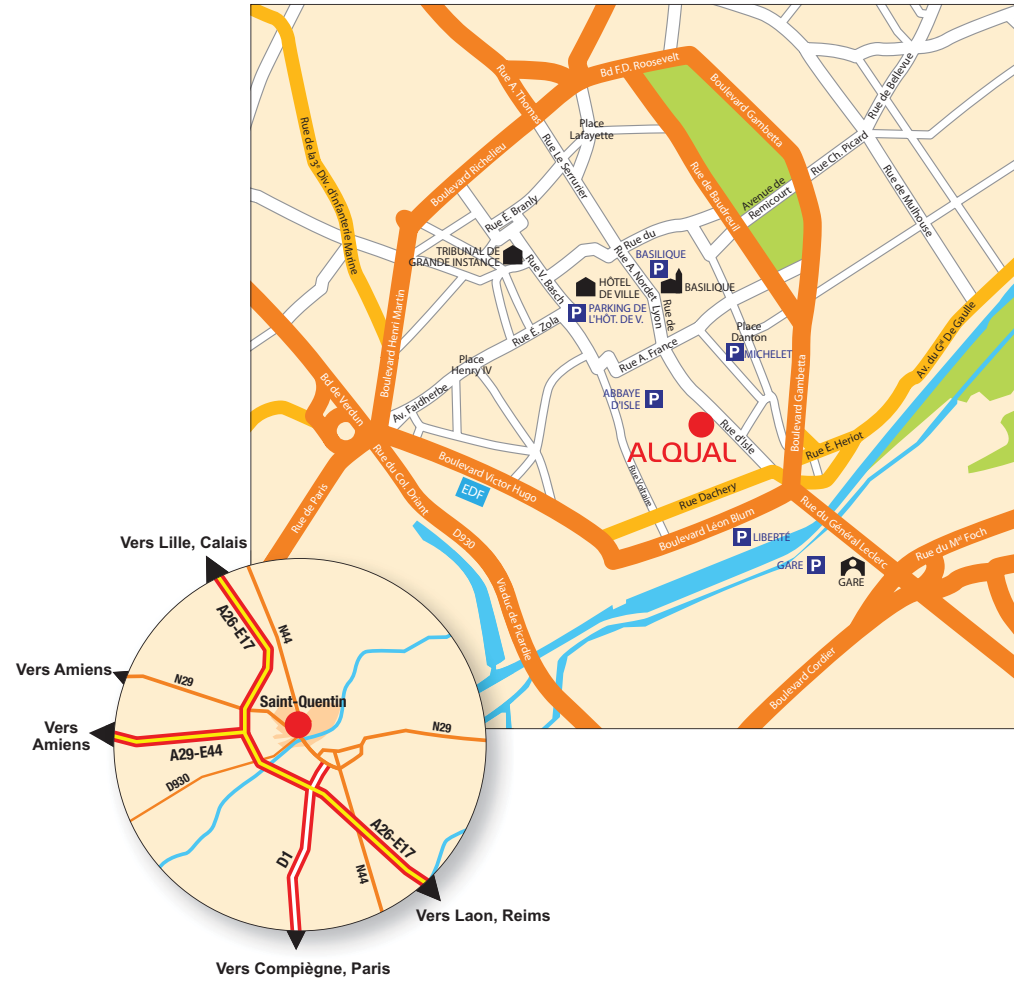 Bd F.D. Roosevelt
Rue A. Thomas
Boulevard Gambetta
Rue de Bellevue
Rue de la 3e Div. d'Infanterie Marine
Place
Lafayette
Rue Ch. Picard
Boulevard Richelieu
Rue Le Serrurier
Rue de Baudreuil
Avenue de
Remicourt
Rue de Mulhouse
Rue É. Branly
Rue du
TRIBUNAL DE
GRANDE INSTANCE
BASILIQUE
P
Rue V. Basch
Rue A. Nordet
HÔTEL
DE VILLE
BASILIQUE
P
PARKING DE
L'HÔT. DE V.
Rue de
Lyon
Boulevard Henri Martin
Rue É. Zola
Place
Danton
P
MICHELET
Av. du Gal De Gaulle
Rue A. France
Place
Henry IV
Bd de Verdun
Av. Faidherbe
ABBAYE
D'ISLE
P
Boulevard Gambetta
ALQUAL
Rue d'Isle
Rue É. Heriot
Rue du Col. Driant
Boulevard Victor Hugo
EDF
Rue Voltaire
Rue Dachery
Rue de Paris
Boulevard Léon Blum
Rue du Général Leclerc
D930
P
LIBERTÉ
Rue du Mal Foch
GARE
P
GARE
Viaduc de Picardie
Boulevard Cordier
Vers Lille, Calais
A26-E17
N44
Vers Amiens
N29
Saint-Quentin
Vers
Amiens
A29-E44
N29
D930
A26-E17
D1
N44
Vers Laon, Reims
Vers Compiègne, Paris